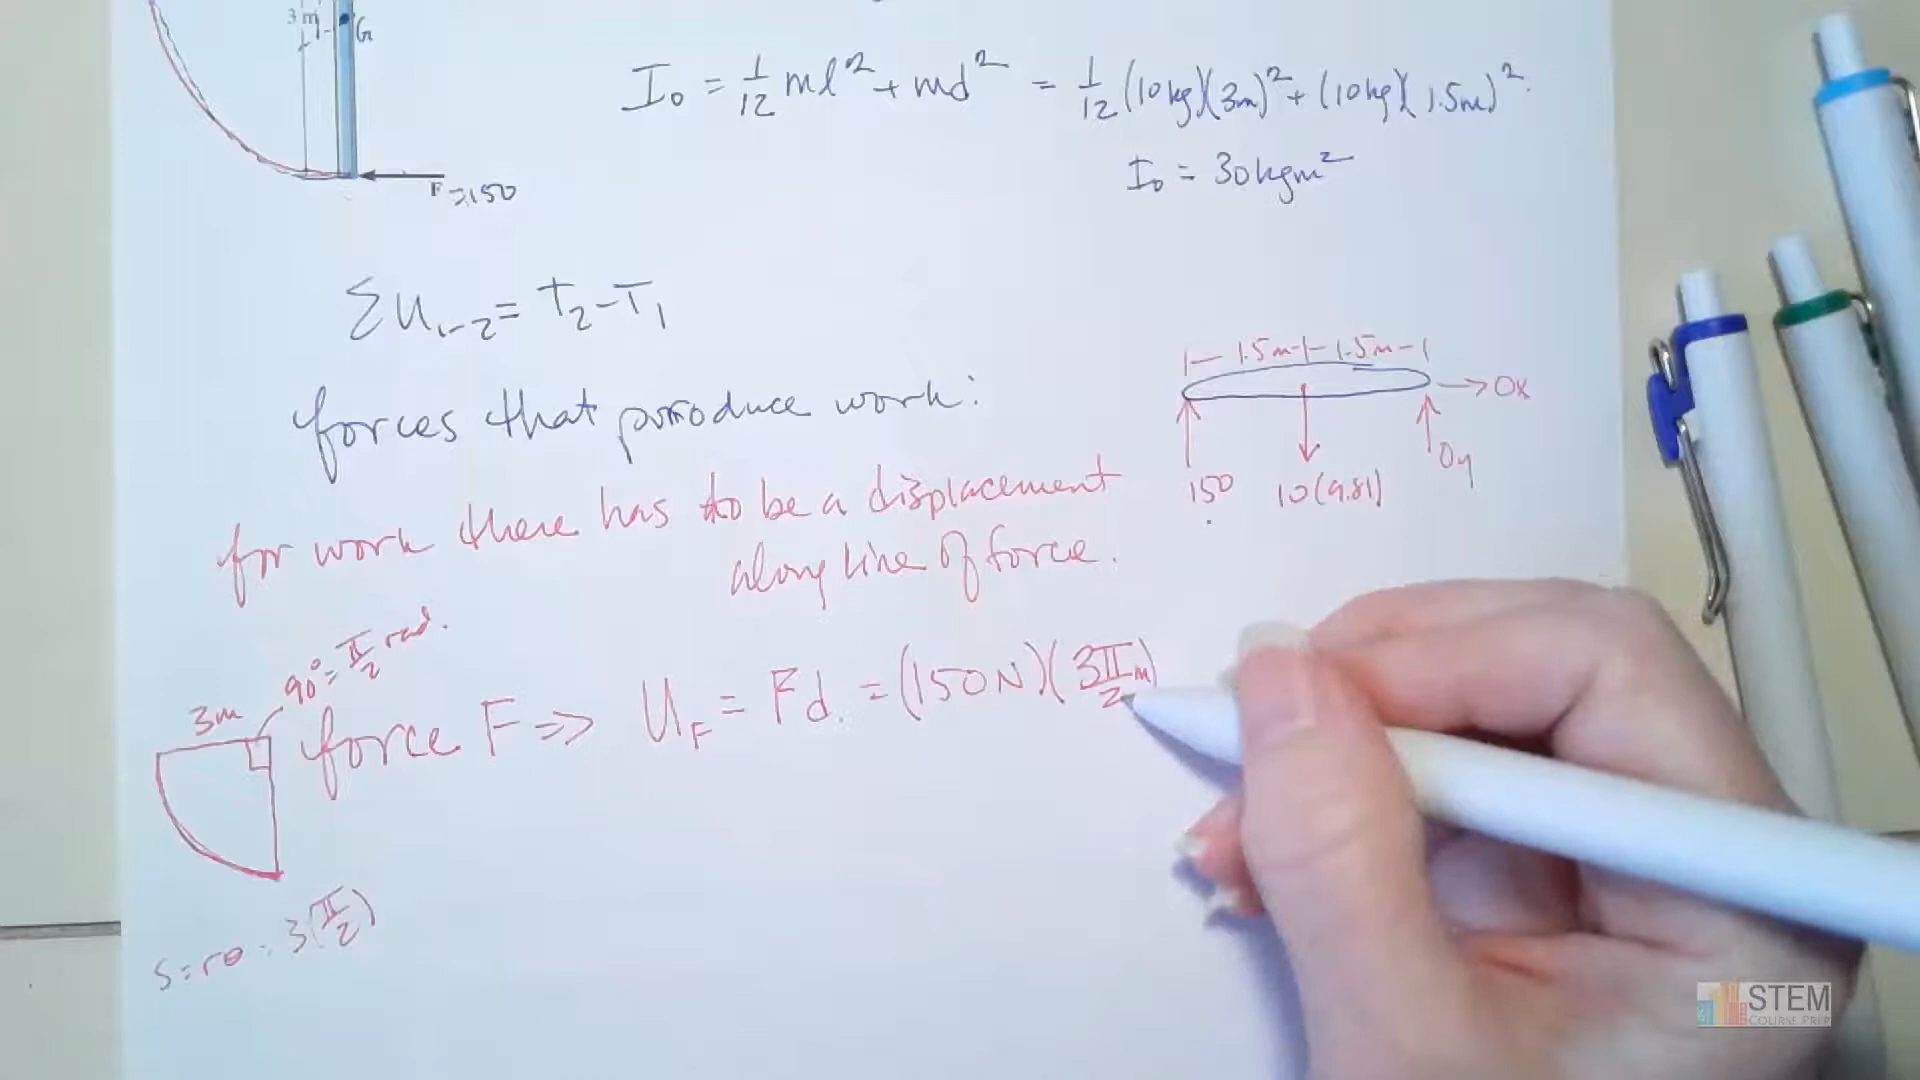 3 m
G
I₀ = 1/12 ml² + md² = 1/12 (10kg)(3m)² + (10kg)(1.5m)²
F = 150
I₀ = 30kgm²
ΣU₁₋₂ = T₂ - T₁
1.5m 1.5m
Ox
forces that produce work:
Oy
150 10(9.81)
for work there has to be a displacement
along line of force.
90° = π/2 rad.
3m
force F => U_F = Fd. = (150N)(3π/2 m)
S = rθ = 3(π/2)
STEM
COURSE PREP